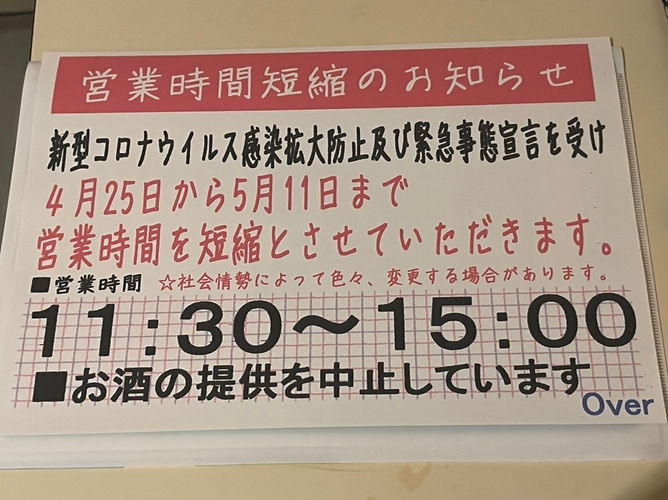 営業時間短縮のお知らせ
新型コロナウイルス感染拡大防止及び緊急事態宣言を受け
4月25日から5月11日まで
営業時間を短縮とさせていただきます。
■営業時間 ☆社会情勢によって色々、変更する場合があります。
11:30〜15:00
■お酒の提供を中止しています
Over